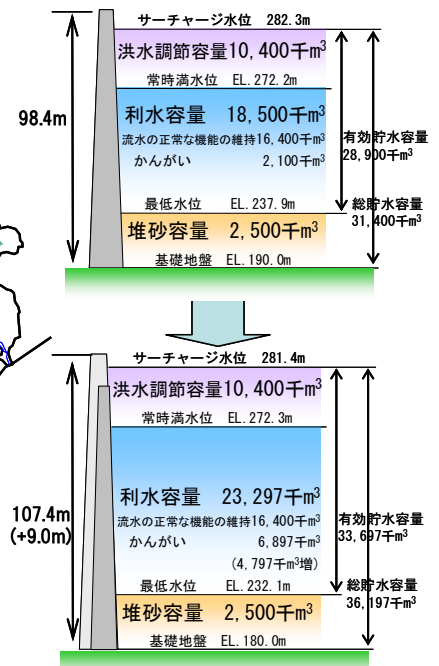 サーチャージ水位 282.3m
洪水調節容量10,400千m³
常時満水位 EL.272.2m
98.4m
利水容量 18,500千m³
流水の正常な機能の維持16,400千m³
かんがい 2,100千m³
有効貯水容量
28,900千m³
最低水位 EL.237.9m
総貯水容量
31,400千m³
堆砂容量 2,500千m³
基礎地盤 EL.190.0m
サーチャージ水位 281.4m
洪水調節容量10,400千m³
常時満水位 EL.272.3m
107.4m
(+9.0m)
利水容量 23,297千m³
流水の正常な機能の維持16,400千m³
かんがい 6,897千m³
(4,797千m³増)
有効貯水容量
33,697千m³
最低水位 EL.232.1m
総貯水容量
36,197千m³
堆砂容量 2,500千m³
基礎地盤 EL.180.0m